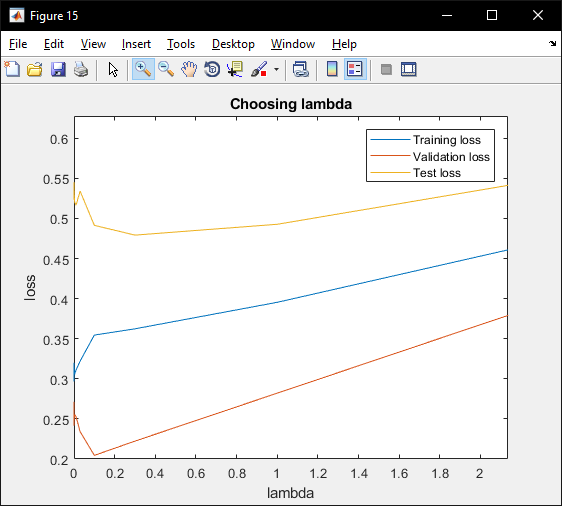 Figure 15
File Edit View Insert Tools Desktop Window Help
Choosing lambda
Training loss
Validation loss
Test loss
0.6
0.55
0.5
0.45
0.4
0.35
0.3
0.25
0.2
loss
0 0.2 0.4 0.6 0.8 1 1.2 1.4 1.6 1.8 2
lambda